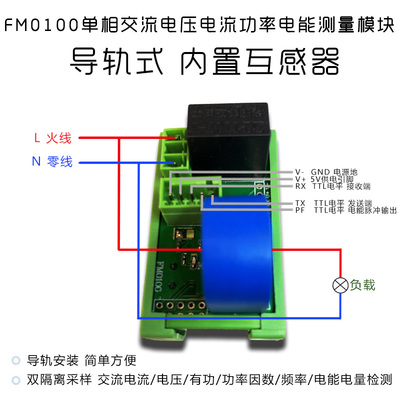 FM0100单相交流电压电流功率电能测量模块
导轨式 内置互感器
L 火线
N 零线
V- GND 电源地
V+ 5V供电引脚
RX TTL电平 接收端
TX TTL电平 发送端
PF TTL电平 电能脉冲输出
FM0100
负载
导轨安装 简单方便
双隔离采样 交流电流/电压/有功/功率因数/频率/电能电量检测